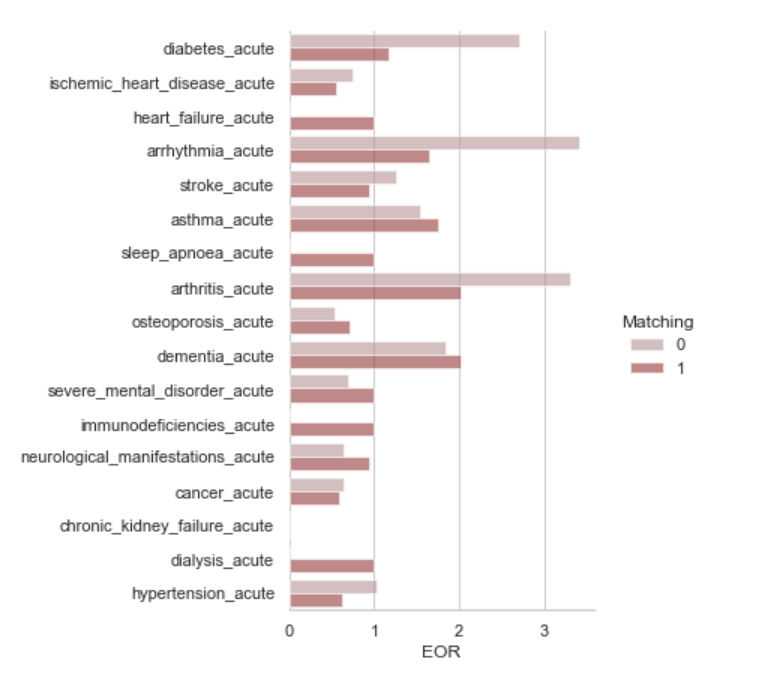 diabetes_acute
ischemic_heart_disease_acute
heart_failure_acute
arrhythmia_acute
stroke_acute
asthma_acute
sleep_apnoea_acute
arthritis_acute
osteoporosis_acute
dementia_acute
severe_mental_disorder_acute
immunodeficiencies_acute
neurological_manifestations_acute
cancer_acute
chronic_kidney_failure_acute
dialysis_acute
hypertension_acute
0 1 2 3
EOR
Matching
0
1